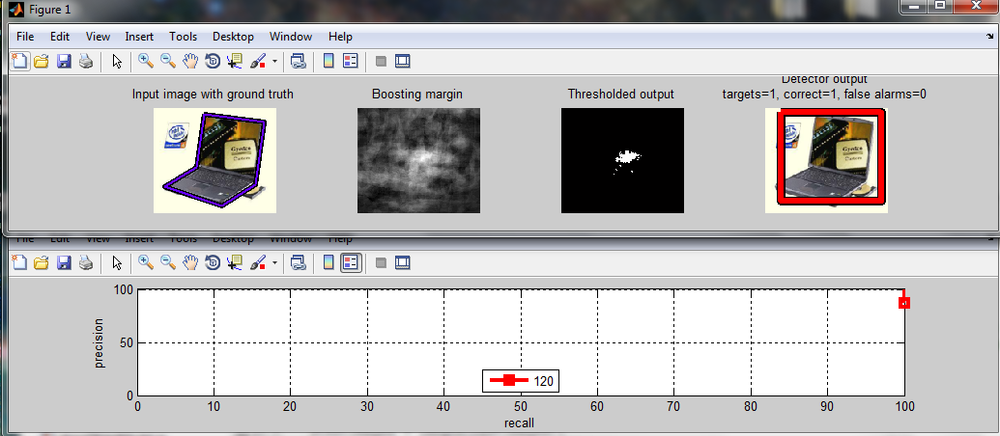 Figure 1
File Edit View Insert Tools Desktop Window Help
Input image with ground truth
Boosting margin
Thresholded output
Detector output
targets=1, correct=1, false alarms=0
File Edit View Insert Tools Desktop Window Help
100
50
0
precision
120
0 10 20 30 40 50 60 70 80 90 100
recall